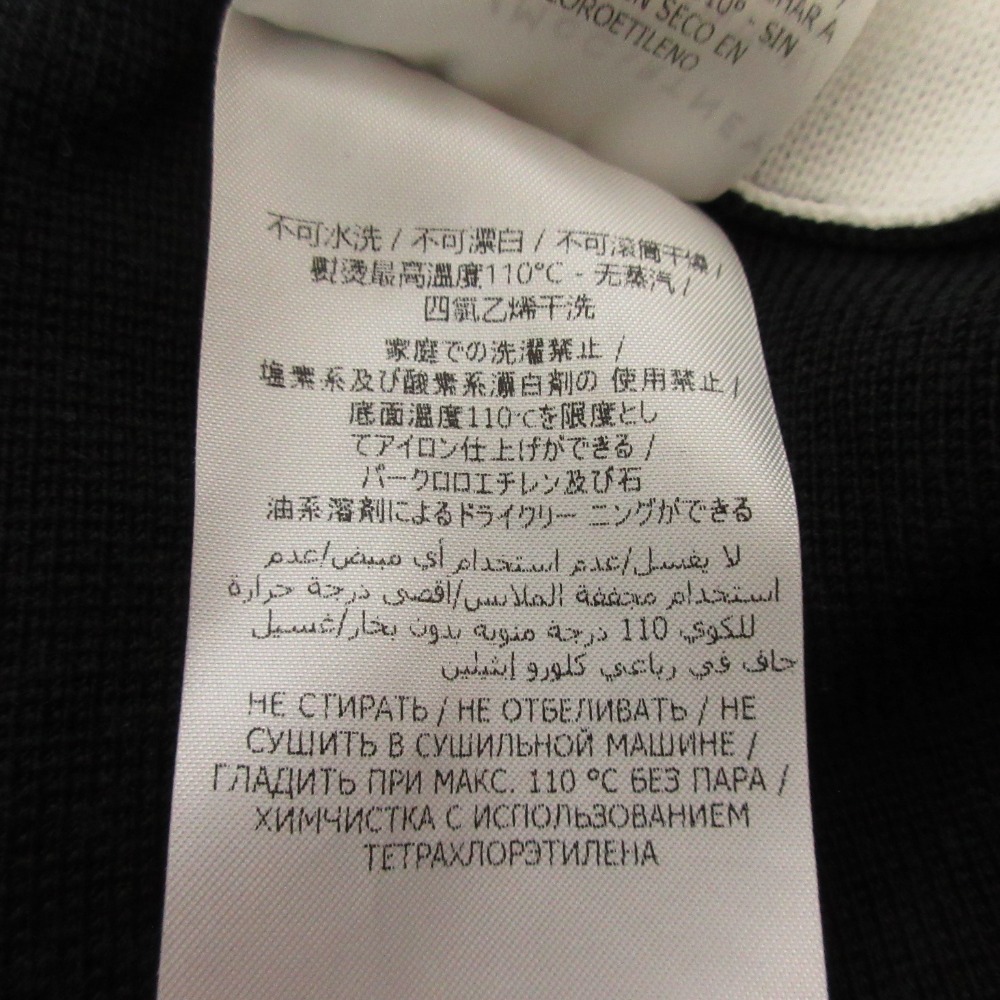 HAR A
10º - SIN
N SECO EN
LOROETILENO
不可水洗 / 不可漂白 / 不可滚筒干燥 /
熨烫最高温度110°C - 无蒸汽 /
四氯乙烯干洗
家庭での洗濯禁止 /
塩素系及び酸素系漂白剤の 使用禁止 /
底面温度110℃を限度とし
てアイロン仕上げができる /
パークロロエチレン及び石
油系溶剤によるドライクリー ニングができる
لا يغسل/عدم استخدام أي مبيض/عدم
استخدام مجففة الملابس/اقصى درجة حرارة
للكوي 110 درجة مئوية بدون بخار/غسيل
جاف في رباعي كلورو إيثيلين
НЕ СТИРАТЬ / НЕ ОТБЕЛИВАТЬ / НЕ
СУШИТЬ В СУШИЛЬНОЙ МАШИНЕ /
ГЛАДИТЬ ПРИ МАКС. 110 °C БЕЗ ПАРА /
ХИМЧИСТКА С ИСПОЛЬЗОВАНИЕМ
ТЕТРАХЛОРЭТИЛЕНА